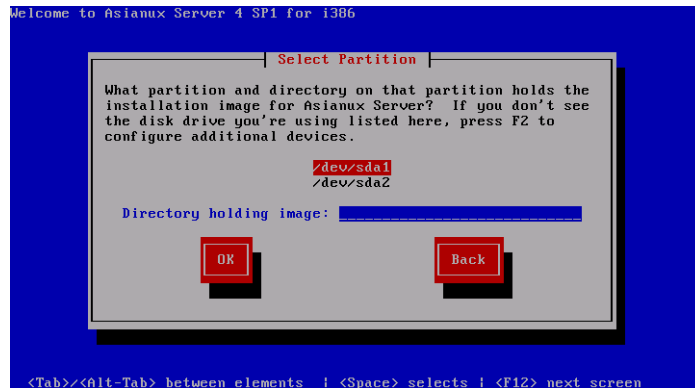 Welcome to Asianux Server 4 SP1 for i386
Select Partition
What partition and directory on that partition holds the
installation image for Asianux Server? If you don't see
the disk drive you're using listed here, press F2 to
configure additional devices.
/dev/sda1
/dev/sda2
Directory holding image:
OK Back
<Tab>/<Alt-Tab> between elements | <Space> selects | <F12> next screen